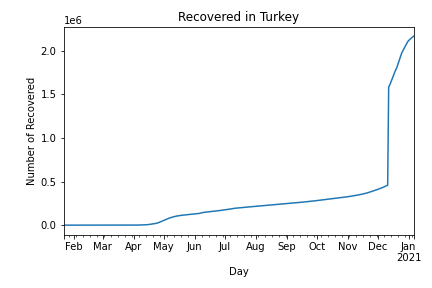 Recovered in Turkey
1e6
2.0
1.5
1.0
0.5
0.0
Number of Recovered
Feb Mar Apr May Jun Jul Aug Sep Oct Nov Dec Jan
2021
Day